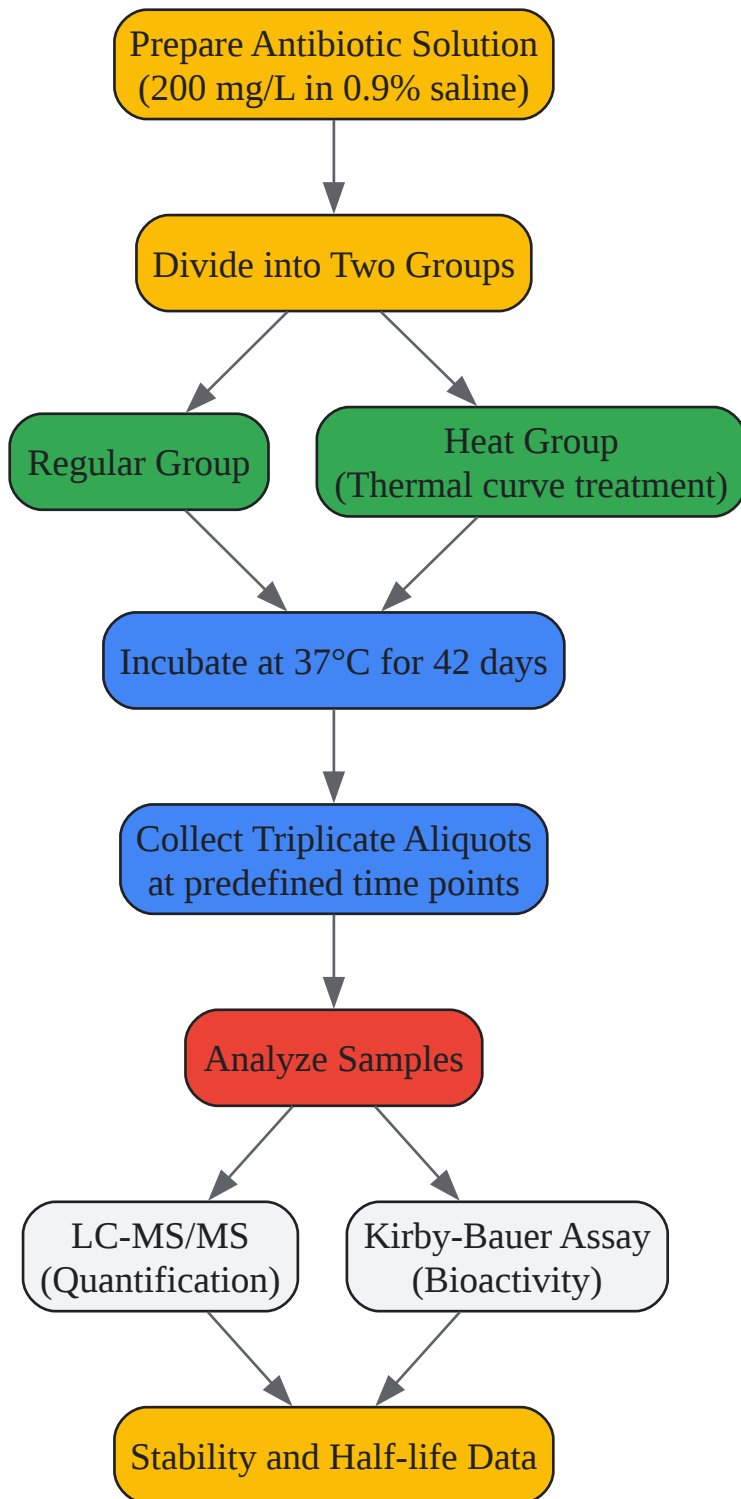 Prepare Antibiotic Solution
(200 mg/L in 0.9% saline)
Divide into Two Groups
Regular Group
Heat Group
(Thermal curve treatment)
Incubate at 37°C for 42 days
Collect Triplicate Aliquots
at predefined time points
Analyze Samples
LC-MS/MS
(Quantification)
Kirby-Bauer Assay
(Bioactivity)
Stability and Half-life Data